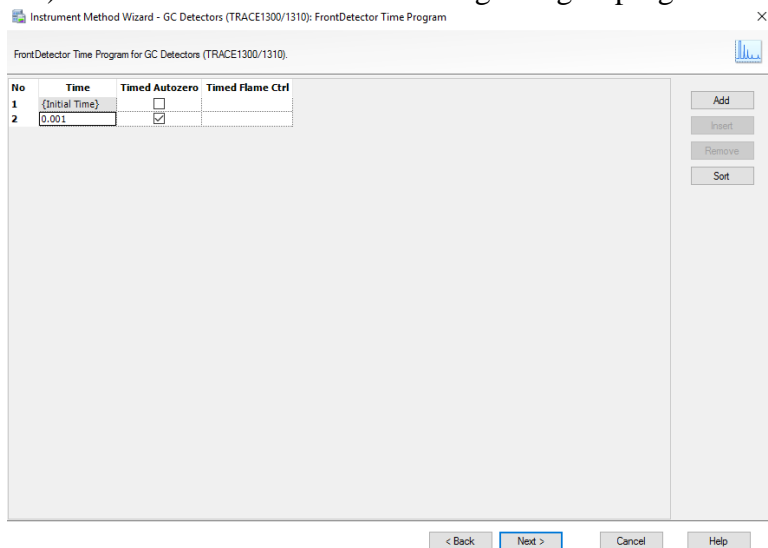 Instrument Method Wizard - GC Detectors (TRACE1300/1310): FrontDetector Time Program
FrontDetector Time Program for GC Detectors (TRACE1300/1310).
No Time Timed Autozero Timed Flame Ctrl
1 {Initial Time}
2 0.001
Add
Insert
Remove
Sort
< Back Next > Cancel Help